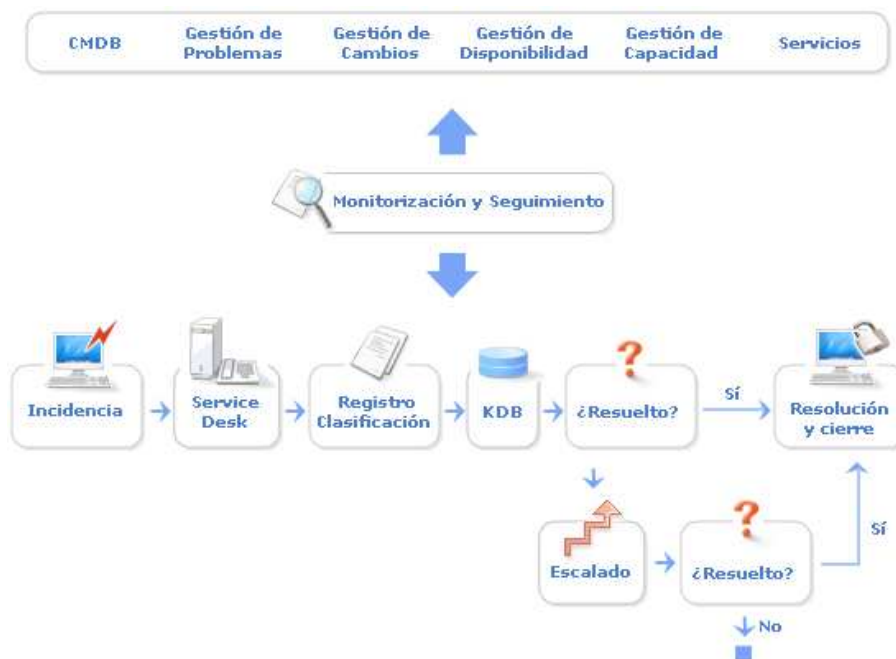 CMDB
Gestión de
Problemas
Gestión de
Cambios
Gestión de
Disponibilidad
Gestión de
Capacidad
Servicios
Monitorización y Seguimiento
Incidencia
Service
Desk
Registro
Clasificación
KDB
¿Resuelto?
Sí
Resolución
y cierre
Escalado
¿Resuelto?
Sí
No